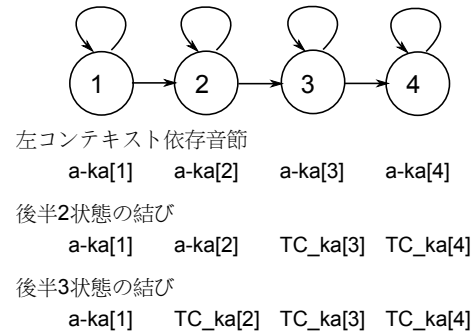 1 2 3 4
左コンテキスト依存音節
a-ka[1] a-ka[2] a-ka[3] a-ka[4]
後半2状態の結び
a-ka[1] a-ka[2] TC_ka[3] TC_ka[4]
後半3状態の結び
a-ka[1] TC_ka[2] TC_ka[3] TC_ka[4]